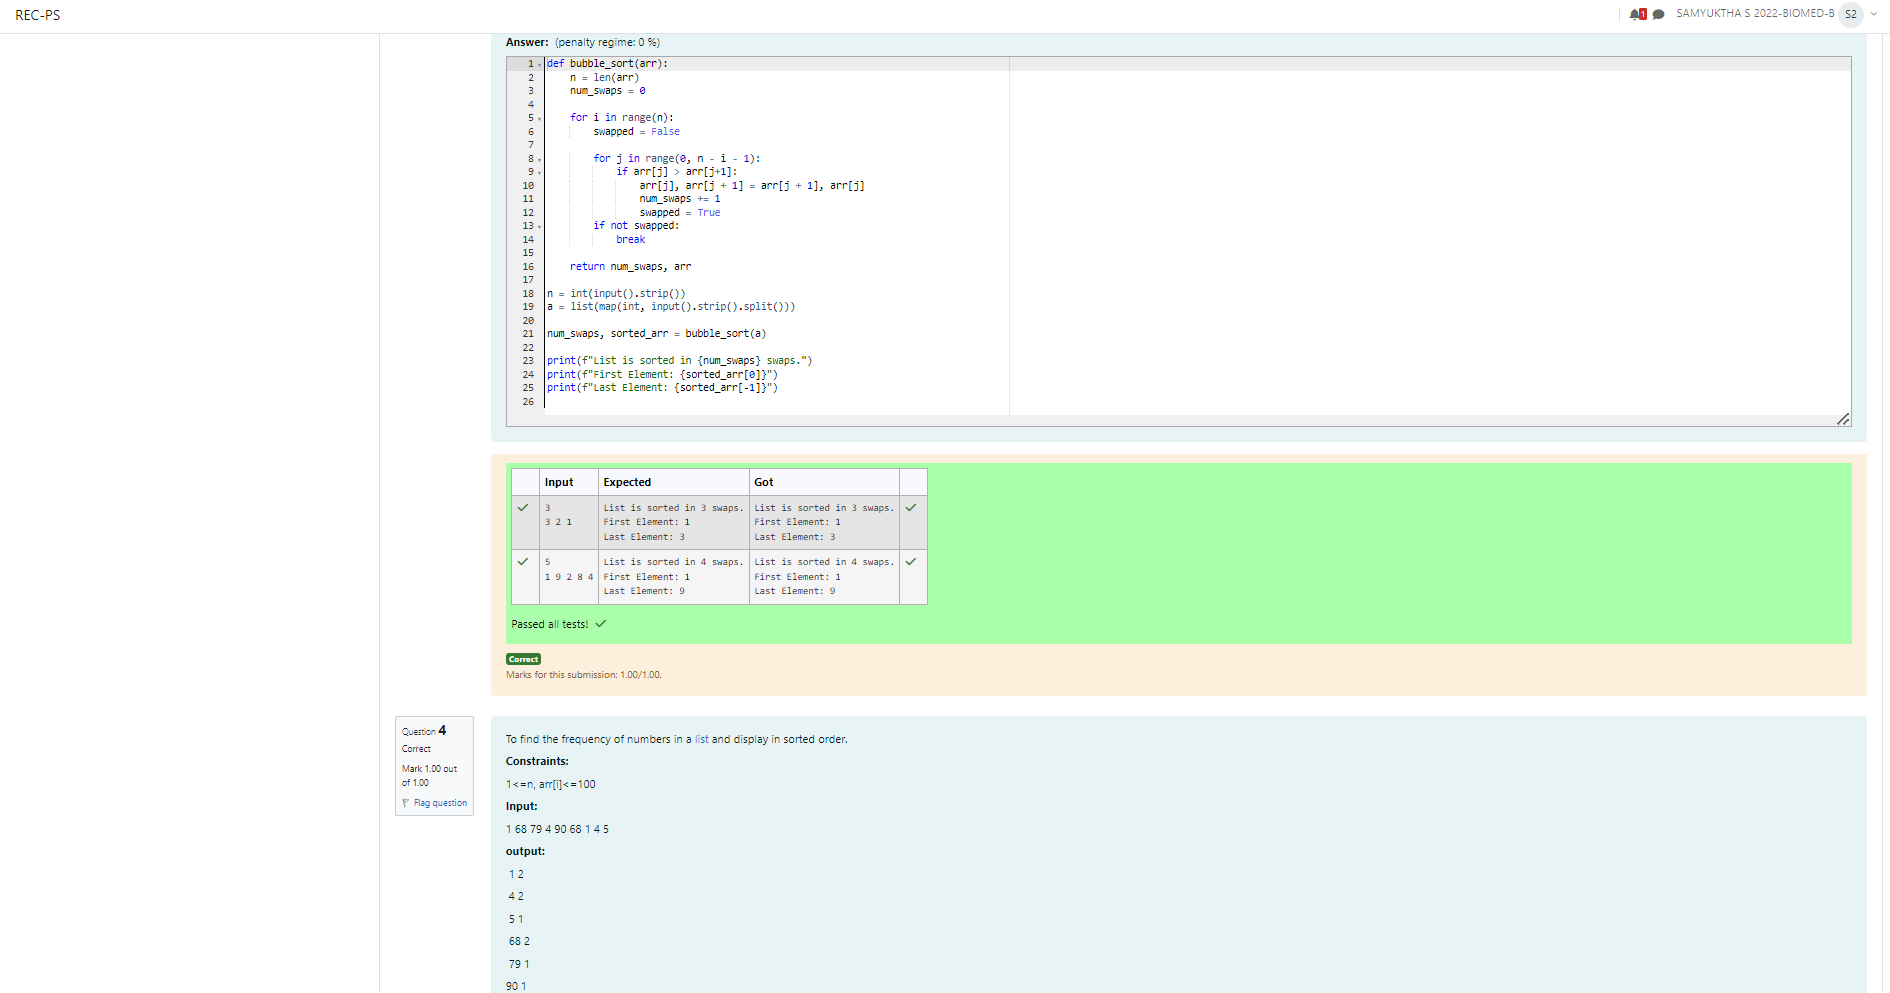 REC-PS
1
SAMYUKTHA S 2022-BIOMED-B
S2
Answer: (penalty regime: 0 %)
1 def bubble_sort(arr):
2     n = len(arr)
3     num_swaps = 0
4
5     for i in range(n):
6         swapped = False
7
8         for j in range(0, n - i - 1):
9             if arr[j] > arr[j+1]:
10                 arr[j], arr[j + 1] = arr[j + 1], arr[j]
11                 num_swaps += 1
12                 swapped = True
13         if not swapped:
14             break
15
16     return num_swaps, arr
17
18 n = int(input().strip())
19 a = list(map(int, input().strip().split()))
20
21 num_swaps, sorted_arr = bubble_sort(a)
22
23 print(f"List is sorted in {num_swaps} swaps.")
24 print(f"First Element: {sorted_arr[0]}")
25 print(f"Last Element: {sorted_arr[-1]}")
26
Input Expected Got
3 List is sorted in 3 swaps. List is sorted in 3 swaps.
3 2 1 First Element: 1 First Element: 1
Last Element: 3 Last Element: 3
5 List is sorted in 4 swaps. List is sorted in 4 swaps.
1 9 2 8 4 First Element: 1 First Element: 1
Last Element: 9 Last Element: 9
Passed all tests!
Correct
Marks for this submission: 1.00/1.00.
Question 4
Correct
Mark 1.00 out
of 1.00
Flag question
To find the frequency of numbers in a list and display in sorted order.
Constraints:
1<=n, arr[i]<=100
Input:
1 68 79 4 90 68 1 4 5
output:
1 2
4 2
5 1
68 2
79 1
90 1